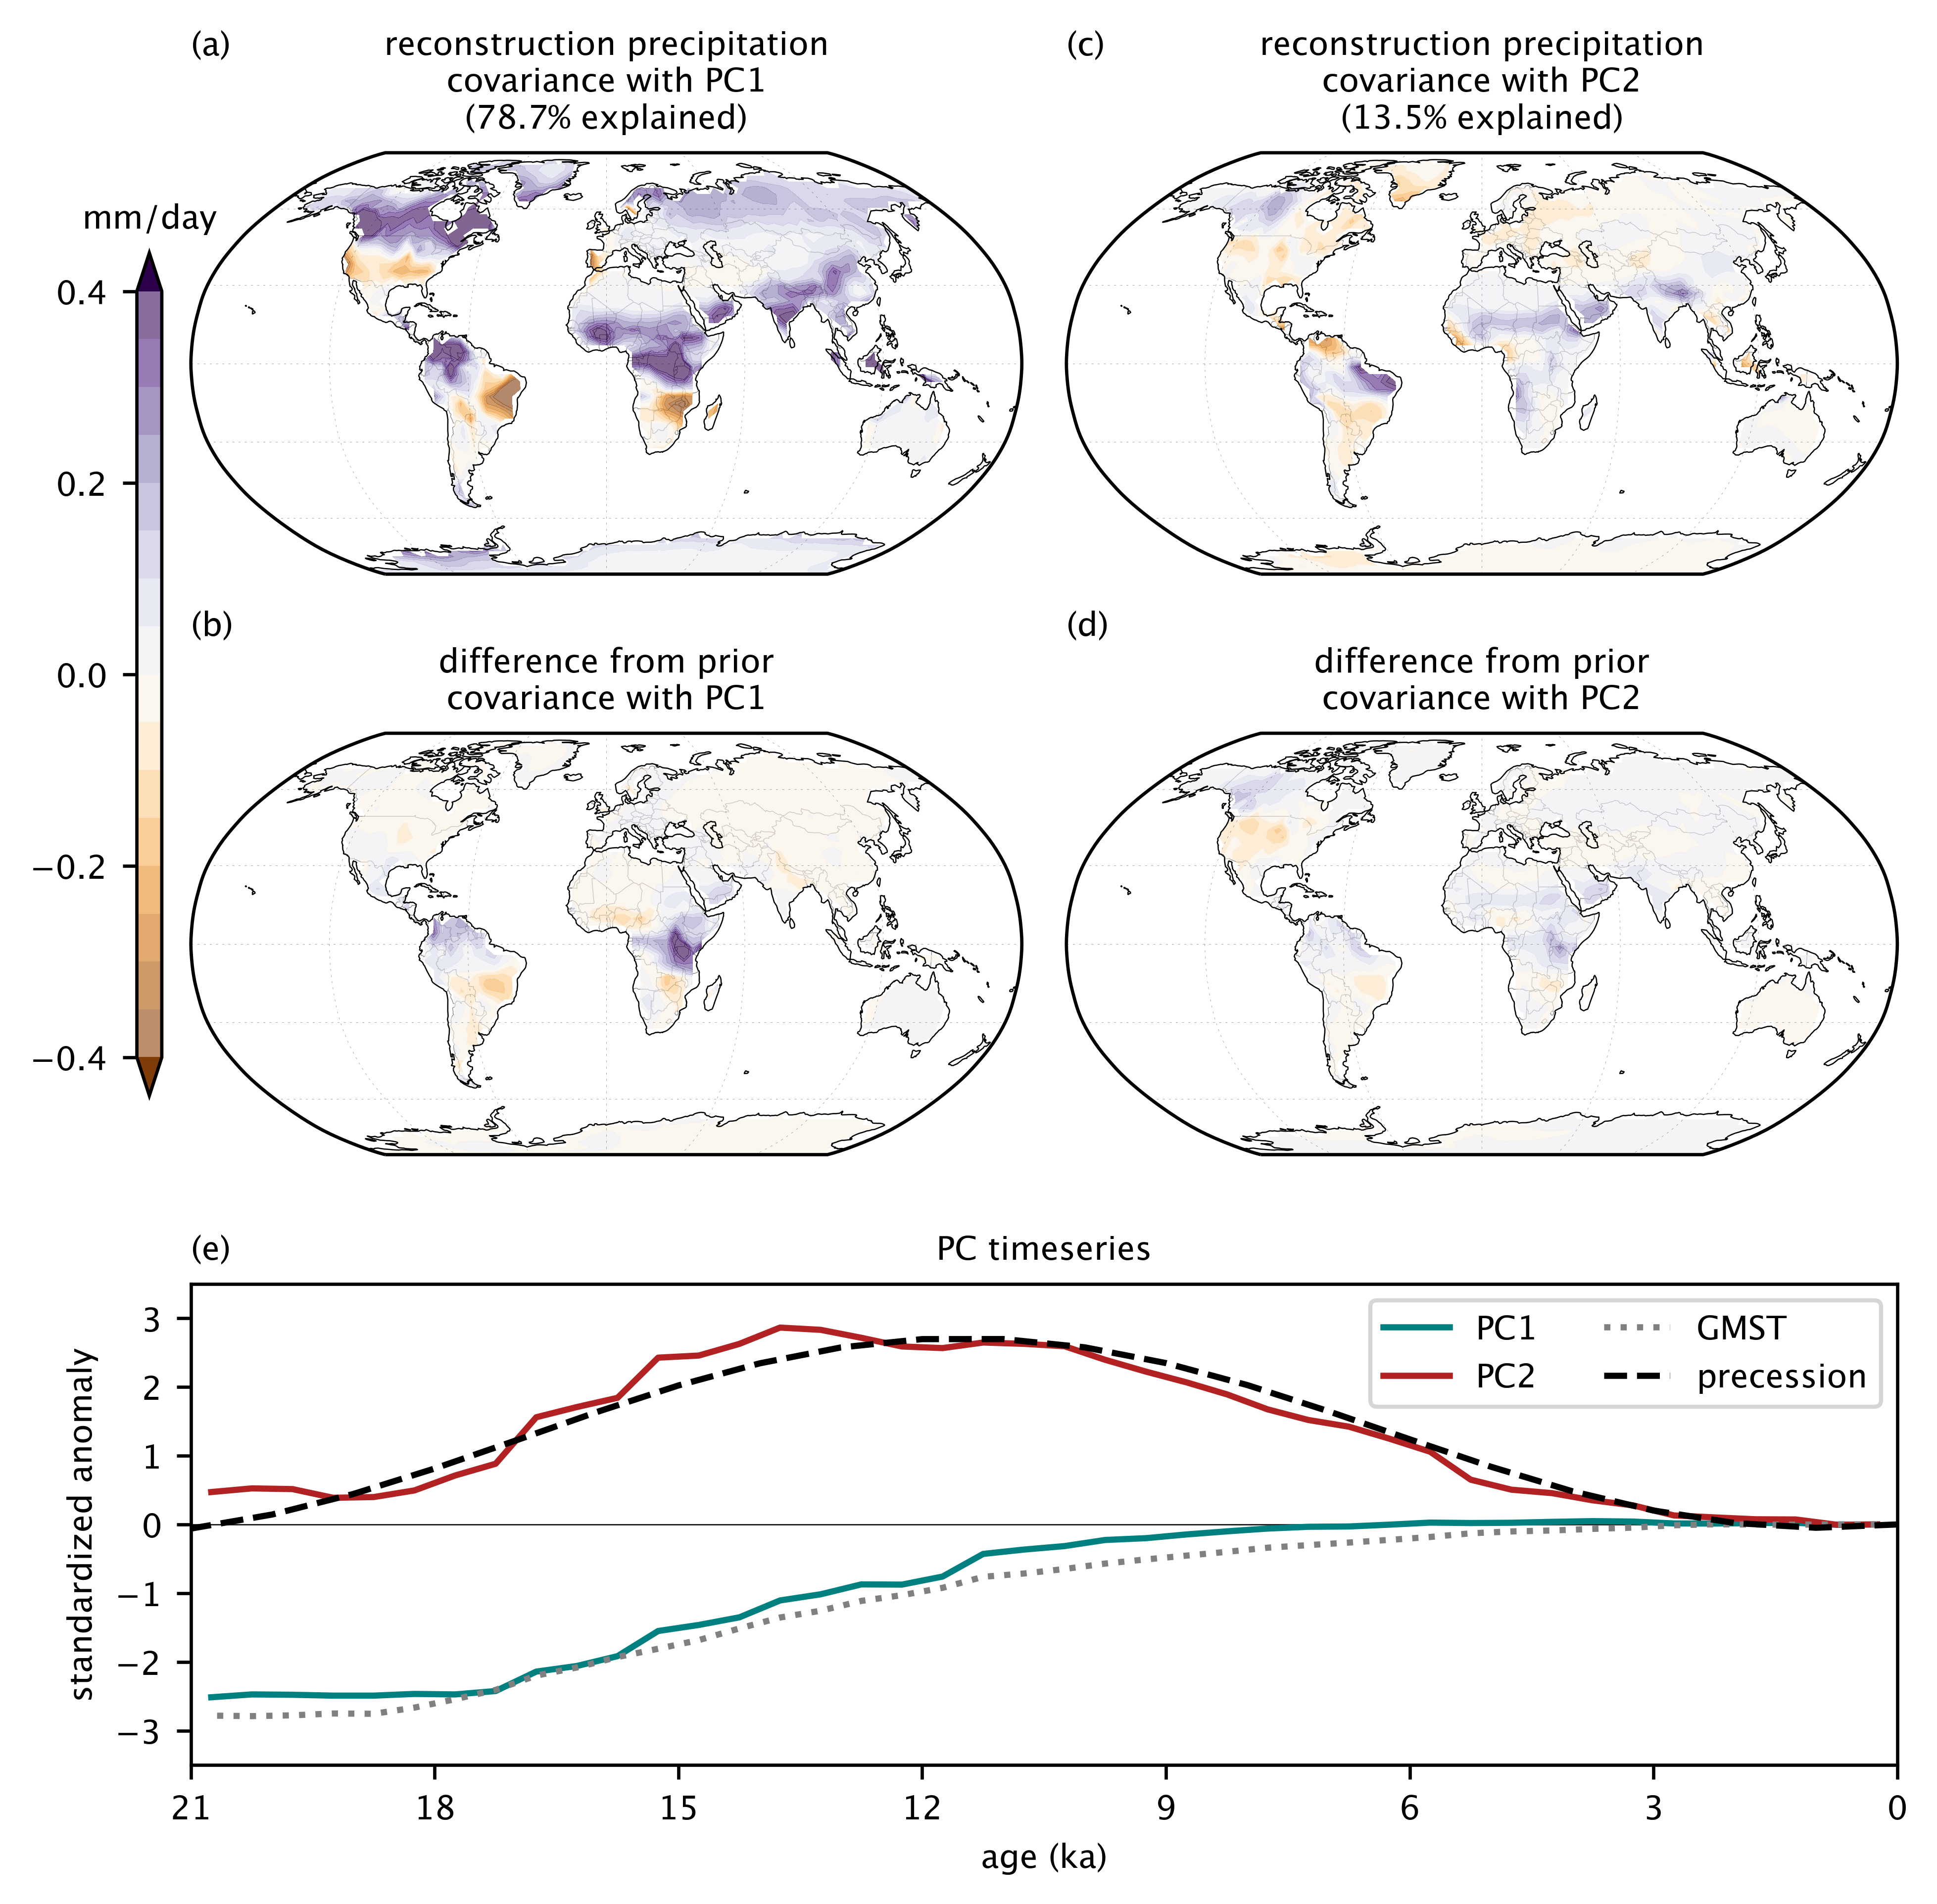 (a)
reconstruction precipitation
covariance with PC1
(78.7% explained)
(c)
reconstruction precipitation
covariance with PC2
(13.5% explained)
mm/day
0.4
0.2
0.0
−0.2
−0.4
(b)
difference from prior
covariance with PC1
(d)
difference from prior
covariance with PC2
(e)
PC timeseries
standardized anomaly
3
2
1
0
−1
−2
−3
PC1
PC2
GMST
precession
21 18 15 12 9 6 3 0
age (ka)